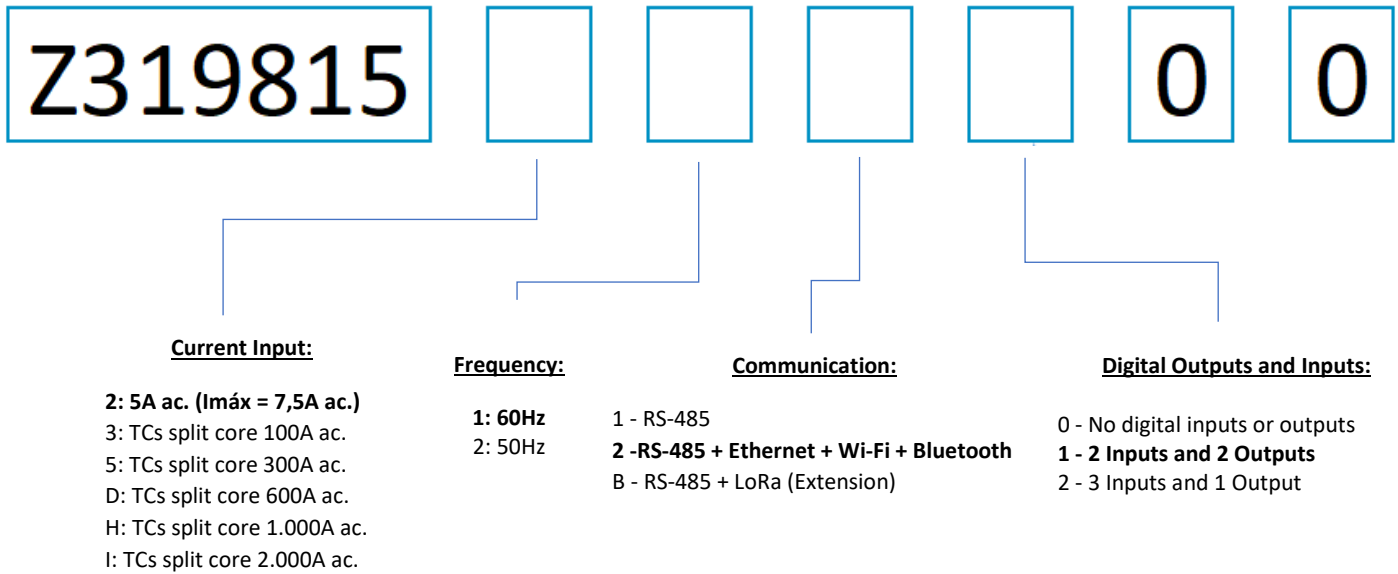 Z319815 0 0
Current Input:
2: 5A ac. (Imáx = 7,5A ac.)
3: TCs split core 100A ac.
5: TCs split core 300A ac.
D: TCs split core 600A ac.
H: TCs split core 1.000A ac.
I: TCs split core 2.000A ac.
Frequency:
1: 60Hz
2: 50Hz
Communication:
1 - RS-485
2 -RS-485 + Ethernet + Wi-Fi + Bluetooth
B - RS-485 + LoRa (Extension)
Digital Outputs and Inputs:
0 - No digital inputs or outputs
1 - 2 Inputs and 2 Outputs
2 - 3 Inputs and 1 Output